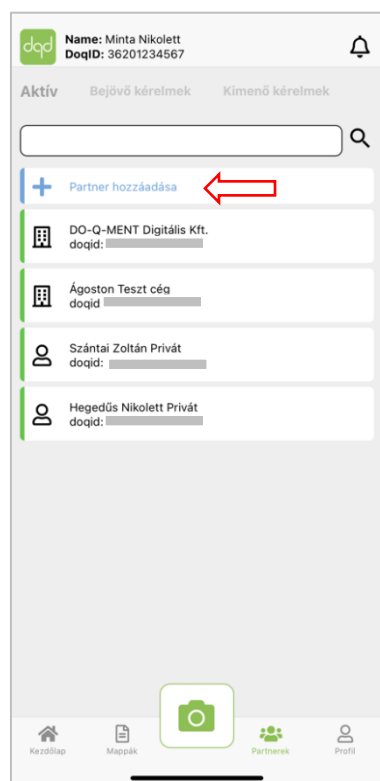 dqd
Name: Minta Nikolett
DoqID: 36201234567
Aktív Bejövő kérelmek Kimenő kérelmek
Partner hozzáadása
DO-Q-MENT Digitális Kft.
doqid:
Ágoston Teszt cég
doqid
Szántai Zoltán Privát
doqid:
Hegedűs Nikolett Privát
doqid:
Kezdőlap Mappák Partnerek Profil